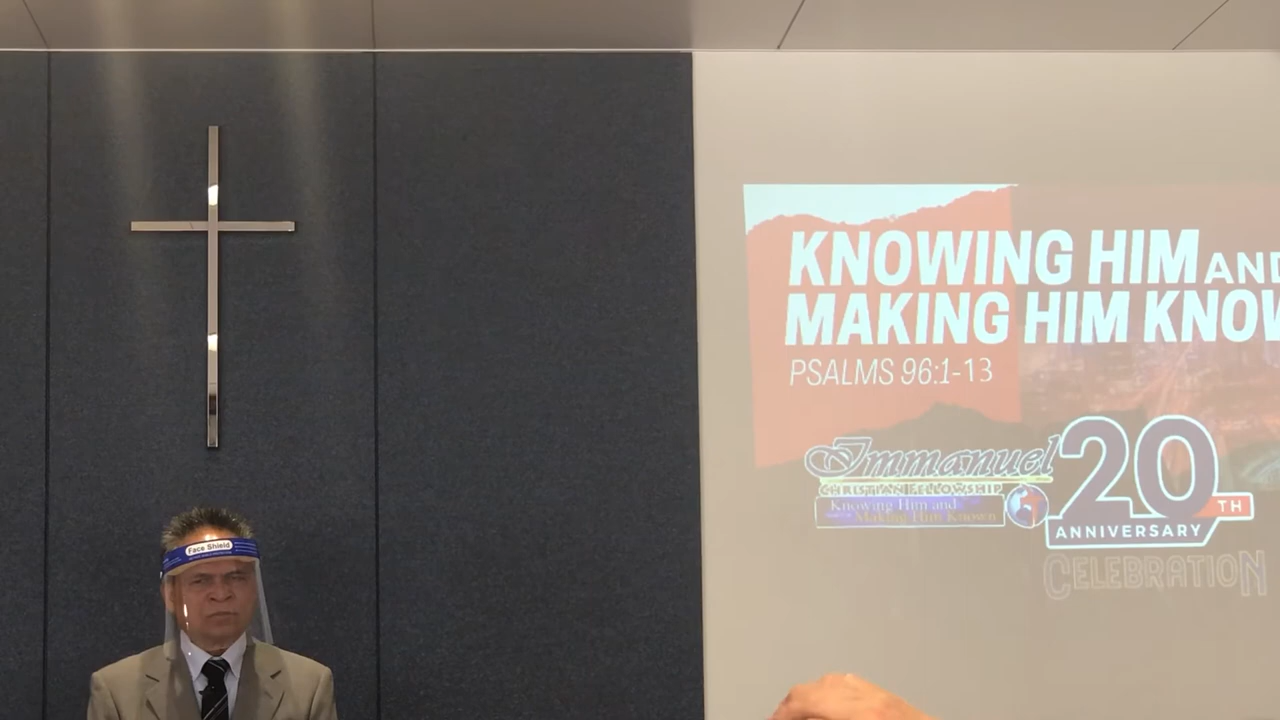 Face Shield
KNOWING HIM AND
MAKING HIM KNOW
PSALMS 96:1-13
Immanuel
CHRISTIAN FELLOWSHIP
Knowing Him and
Making Him Known
20TH
ANNIVERSARY
CELEBRATION